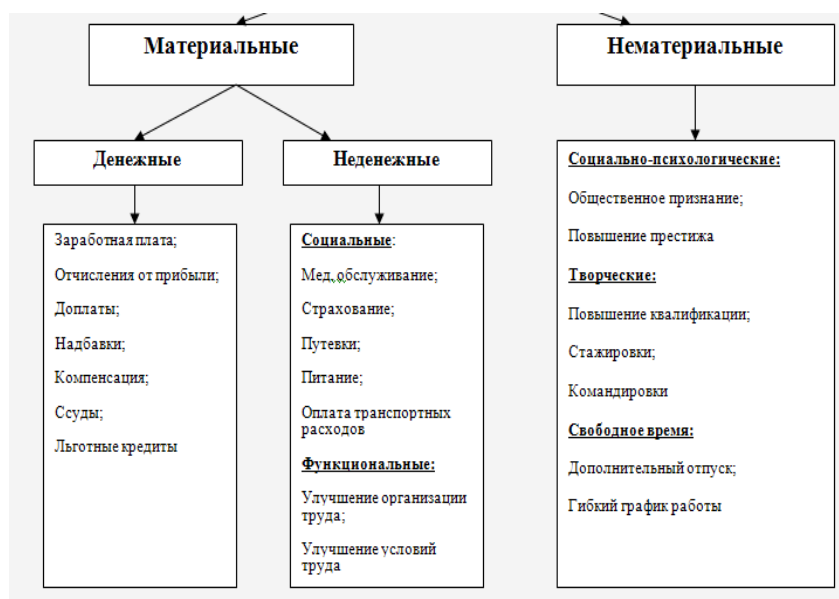 Материальные
Нематериальные
Денежные
Неденежные
Заработная плата;
Отчисления от прибыли;
Доплаты;
Надбавки;
Компенсация;
Ссуды;
Льготные кредиты
Социальные:
Мед.обслуживание;
Страхование;
Путевки;
Питание;
Оплата транспортных
расходов
Функциональные:
Улучшение организации
труда;
Улучшение условий
труда
Социально-психологические:
Общественное признание;
Повышение престижа
Творческие:
Повышение квалификации;
Стажировки;
Командировки
Свободное время:
Дополнительный отпуск;
Гибкий график работы